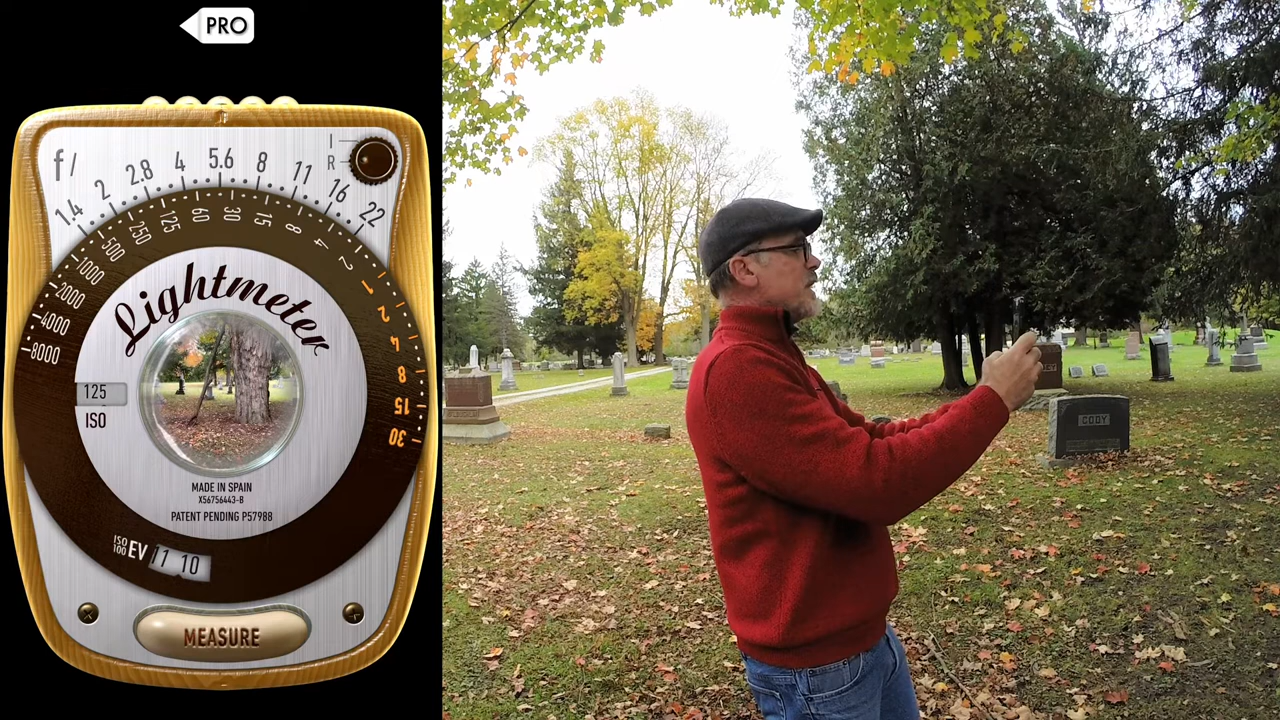 PRO
f/ 1.4 2 2.8 4 5.6 8 11 16 22
I
R
8000 4000 2000 1000 500 250 125 60 30 15 8 4 2 1 2 4 8 15 30
Lightmeter
125
ISO
MADE IN SPAIN
X56756443-B
PATENT PENDING P57988
ISO 100 EV 11 10
MEASURE
CODY